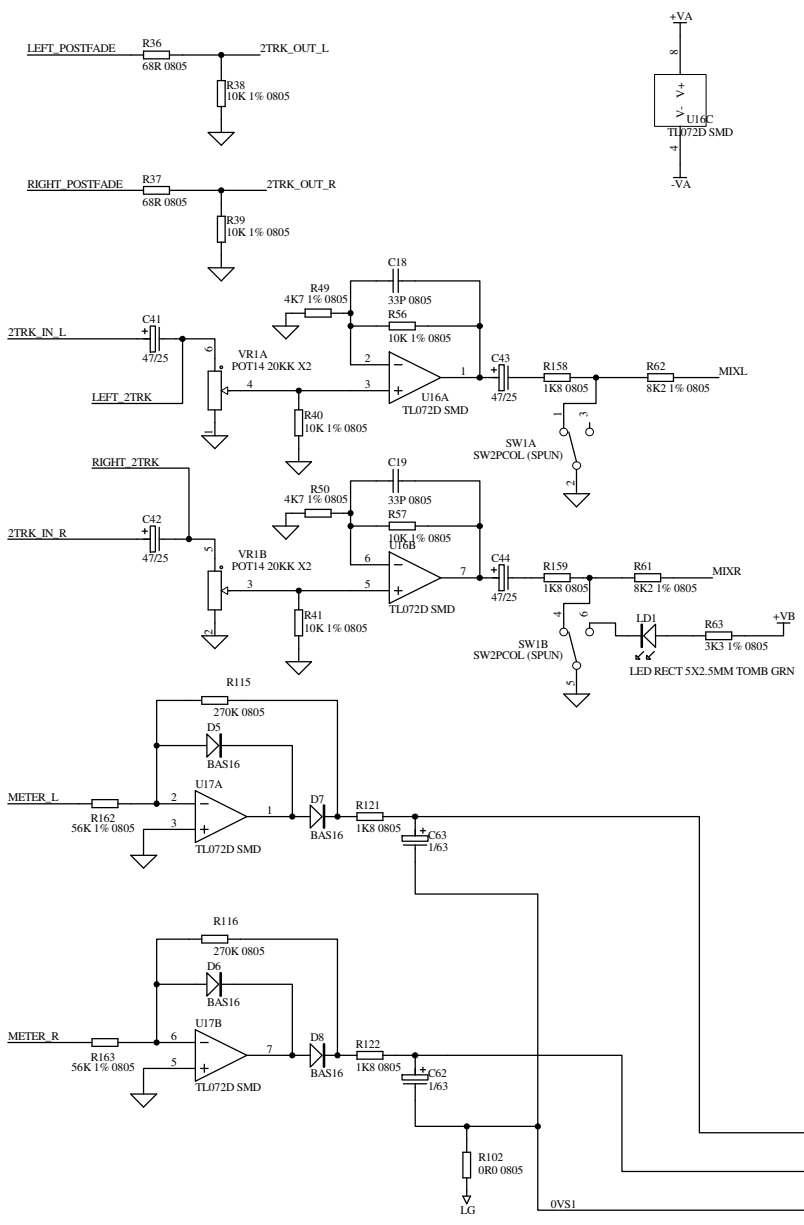 +VA
LEFT_POSTFADE
R36
68R 0805
2TRK_OUT_L
R38
10K 1% 0805
8
V+
V-
U16C
TL072D SMD
4
-VA
RIGHT_POSTFADE
R37
68R 0805
2TRK_OUT_R
R39
10K 1% 0805
C18
33P 0805
R49
4K7 1% 0805
R56
10K 1% 0805
2TRK_IN_L
C41
+
47/25
6
VR1A
POT14 20KK X2
4
LEFT_2TRK
1
2
3
1
U16A
TL072D SMD
R40
10K 1% 0805
C43
+
47/25
R158
1K8 0805
R62
8K2 1% 0805
MIXL
1
3
SW1A
SW2PCOL (SPUN)
2
RIGHT_2TRK
C19
33P 0805
R50
4K7 1% 0805
R57
10K 1% 0805
2TRK_IN_R
C42
+
47/25
5
VR1B
POT14 20KK X2
3
2
U16B
6
5
7
TL072D SMD
R41
10K 1% 0805
C44
+
47/25
R159
1K8 0805
R61
8K2 1% 0805
MIXR
4
6
SW1B
SW2PCOL (SPUN)
5
LD1
LED RECT 5X2.5MM TOMB GRN
R63
3K3 1% 0805
+VB
R115
270K 0805
D5
BAS16
METER_L
R162
56K 1% 0805
U17A
2
3
1
TL072D SMD
D7
BAS16
R121
1K8 0805
+
C63
1/63
R116
270K 0805
D6
BAS16
METER_R
R163
56K 1% 0805
U17B
6
5
7
TL072D SMD
D8
BAS16
R122
1K8 0805
+
C62
1/63
R102
0R0 0805
LG
0VS1